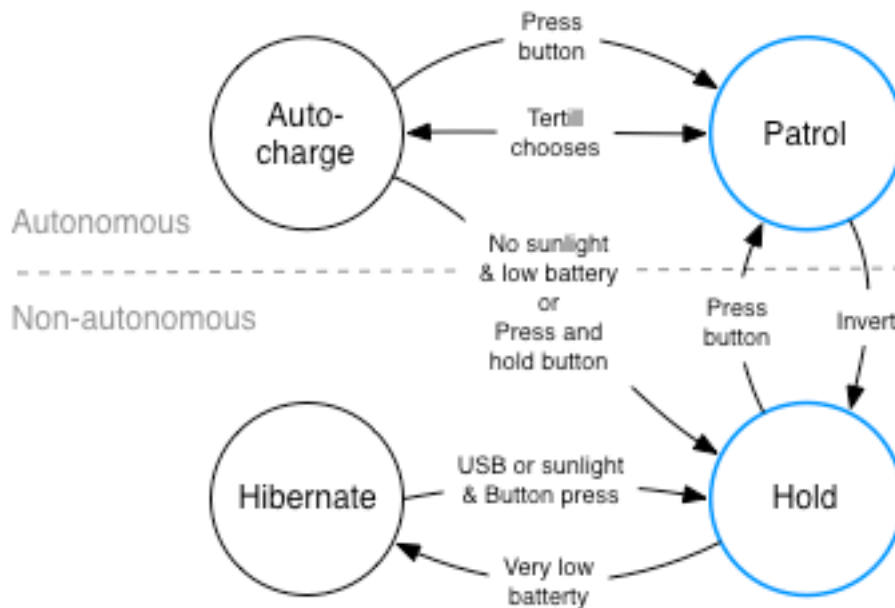 Press
button
Auto-
charge
Tertill
chooses
Patrol
Autonomous
No sunlight
& low battery
or
Press and
hold button
Non-autonomous
Press
button
Invert
Hibernate
USB or sunlight
& Button press
Hold
Very low
batterty